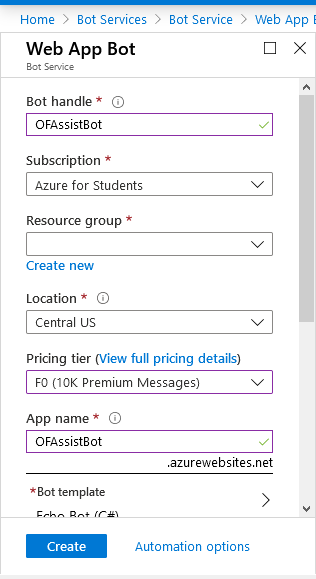 Home > Bot Services > Bot Service > Web App B
Web App Bot
Bot Service
Bot handle *
OFAssistBot
Subscription *
Azure for Students
Resource group *
Create new
Location *
Central US
Pricing tier (View full pricing details)
F0 (10K Premium Messages)
App name *
OFAssistBot
.azurewebsites.net
*Bot template
Echo Bot (C#)
Create
Automation options